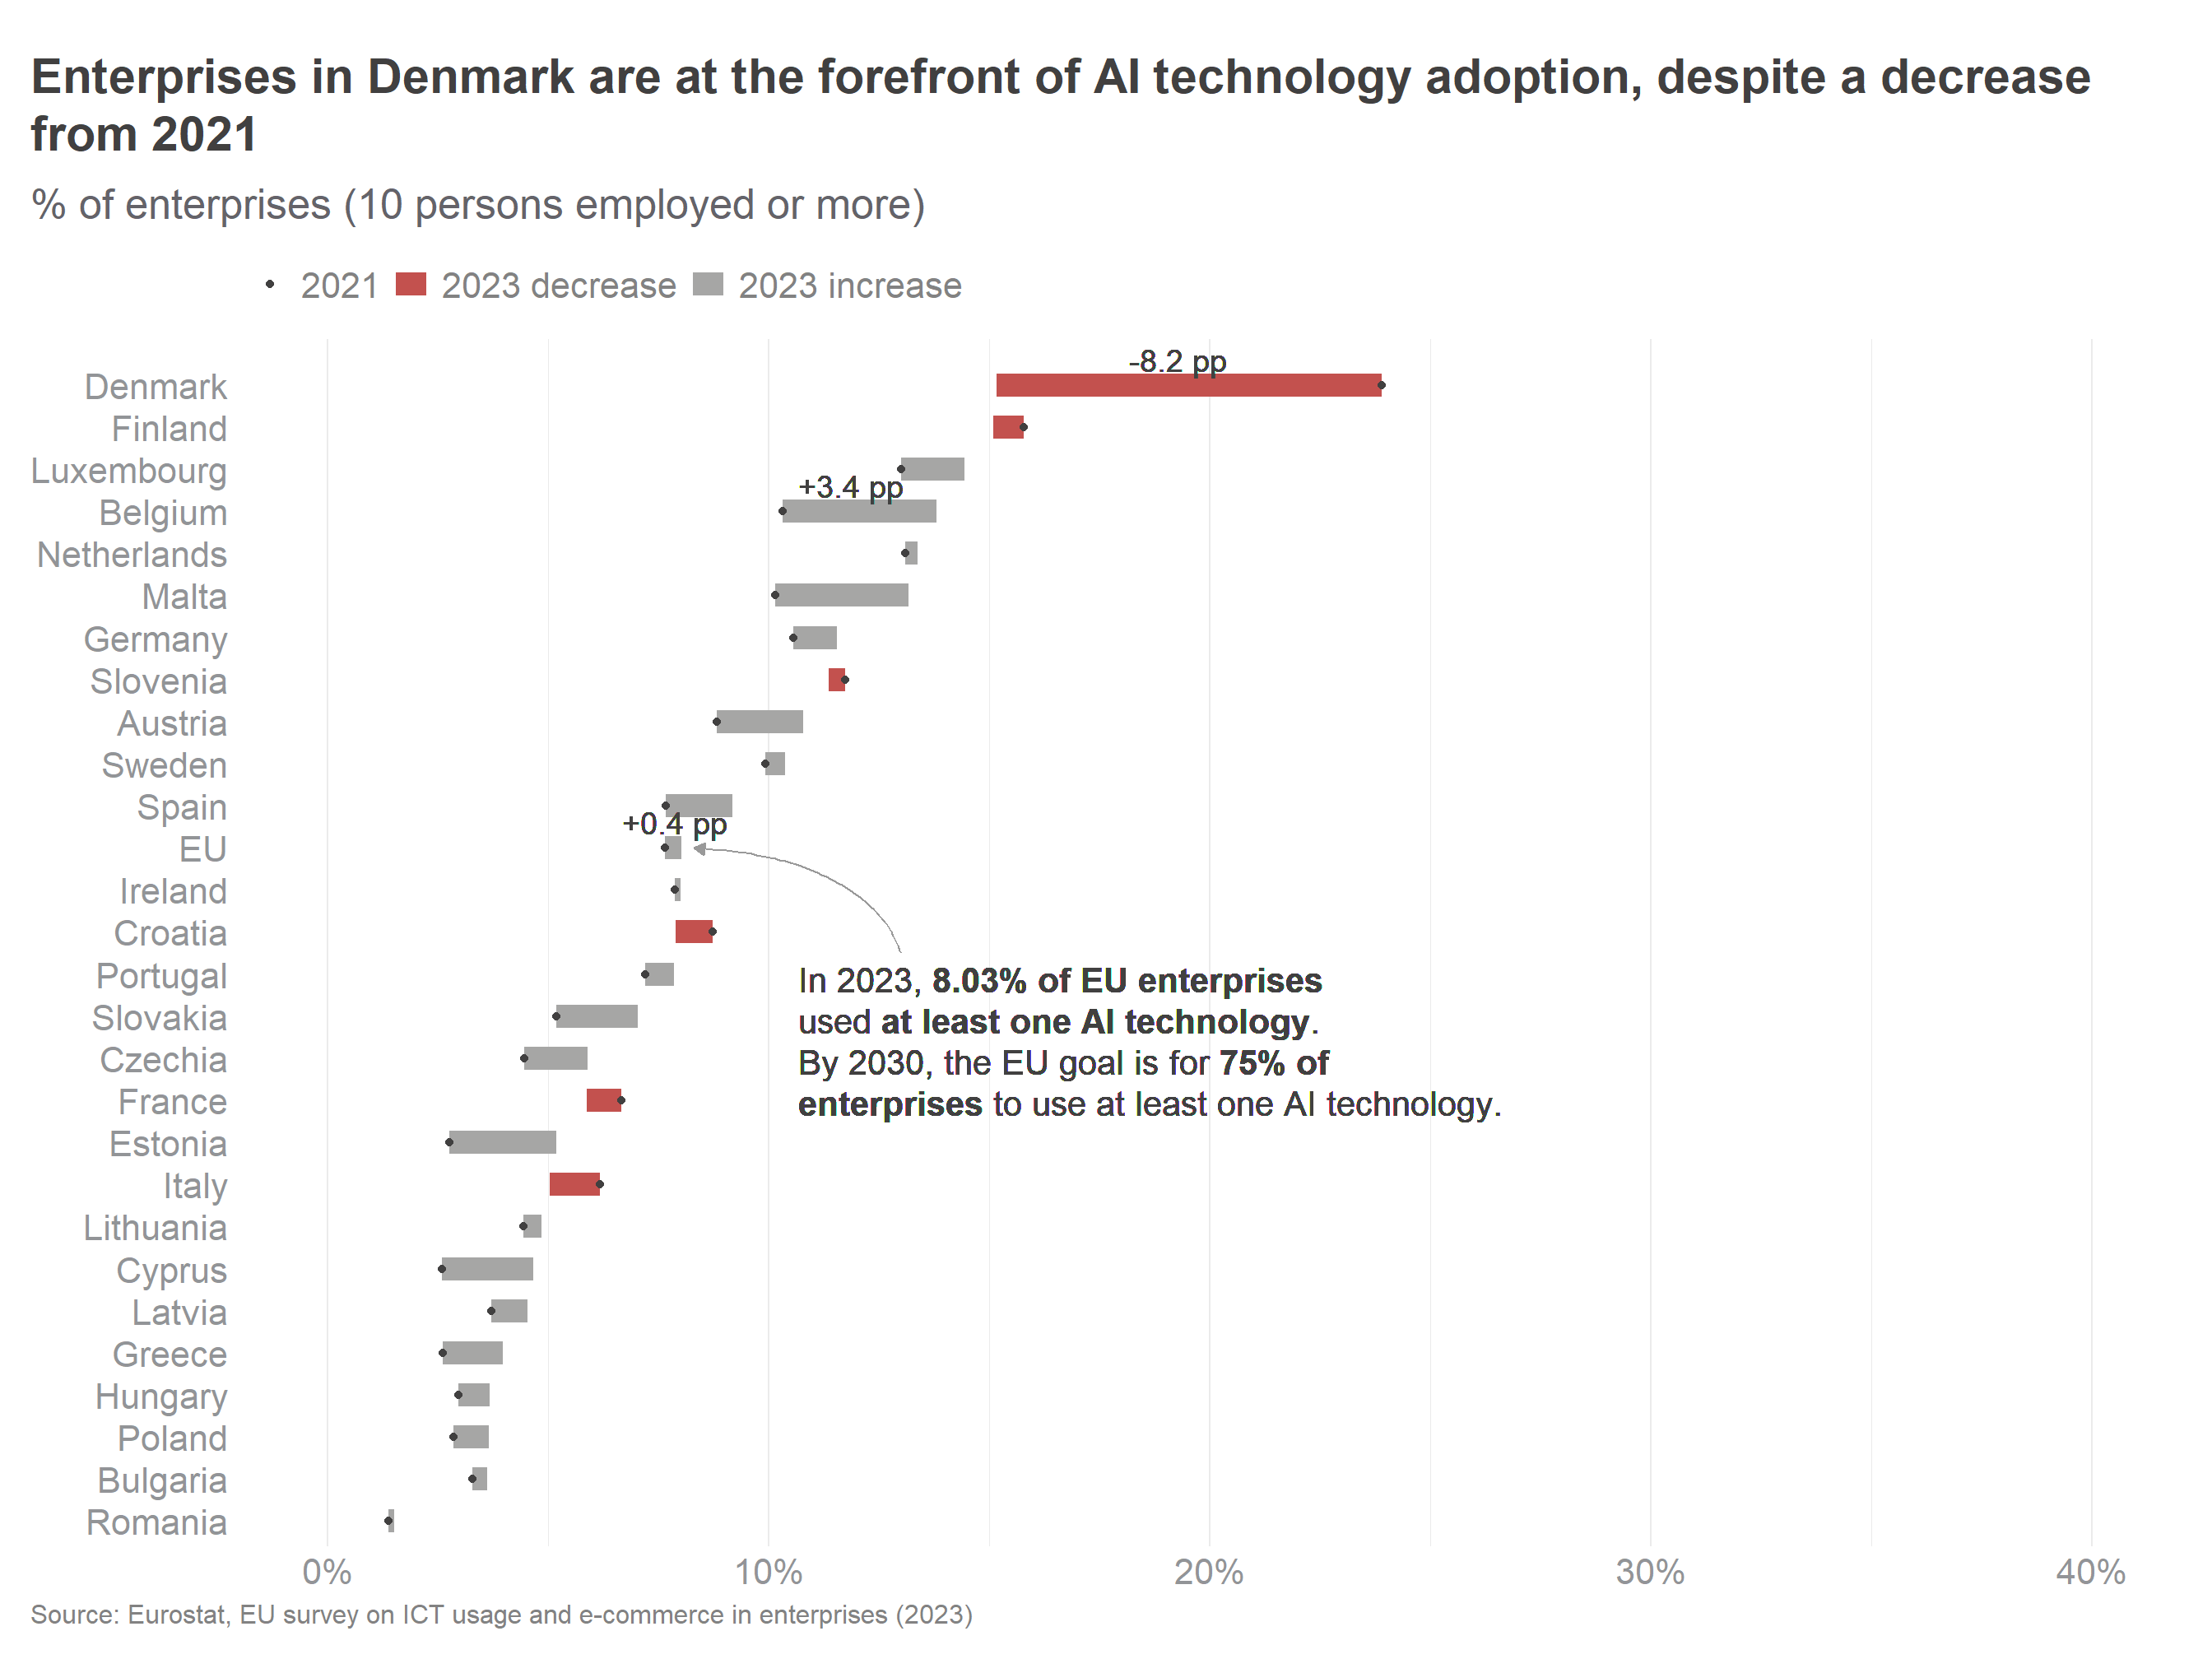 Enterprises in Denmark are at the forefront of AI technology adoption, despite a decrease
from 2021
% of enterprises (10 persons employed or more)
2021 2023 decrease 2023 increase
-8.2 pp
Denmark
Finland
Luxembourg
+3.4 pp
Belgium
Netherlands
Malta
Germany
Slovenia
Austria
Sweden
Spain
+0.4 pp
EU
Ireland
Croatia
Portugal
Slovakia
Czechia
France
Estonia
Italy
Lithuania
Cyprus
Latvia
Greece
Hungary
Poland
Bulgaria
Romania
In 2023, 8.03% of EU enterprises
used at least one AI technology.
By 2030, the EU goal is for 75% of
enterprises to use at least one AI technology.
0% 10% 20% 30% 40%
Source: Eurostat, EU survey on ICT usage and e-commerce in enterprises (2023)